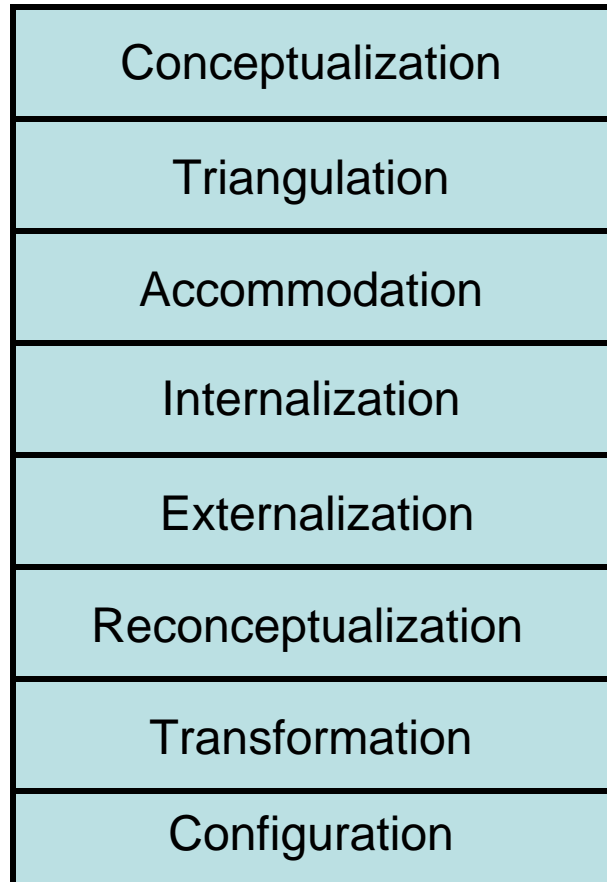 Conceptualization
Triangulation
Accommodation
Internalization
Externalization
Reconceptualization
Transformation
Configuration